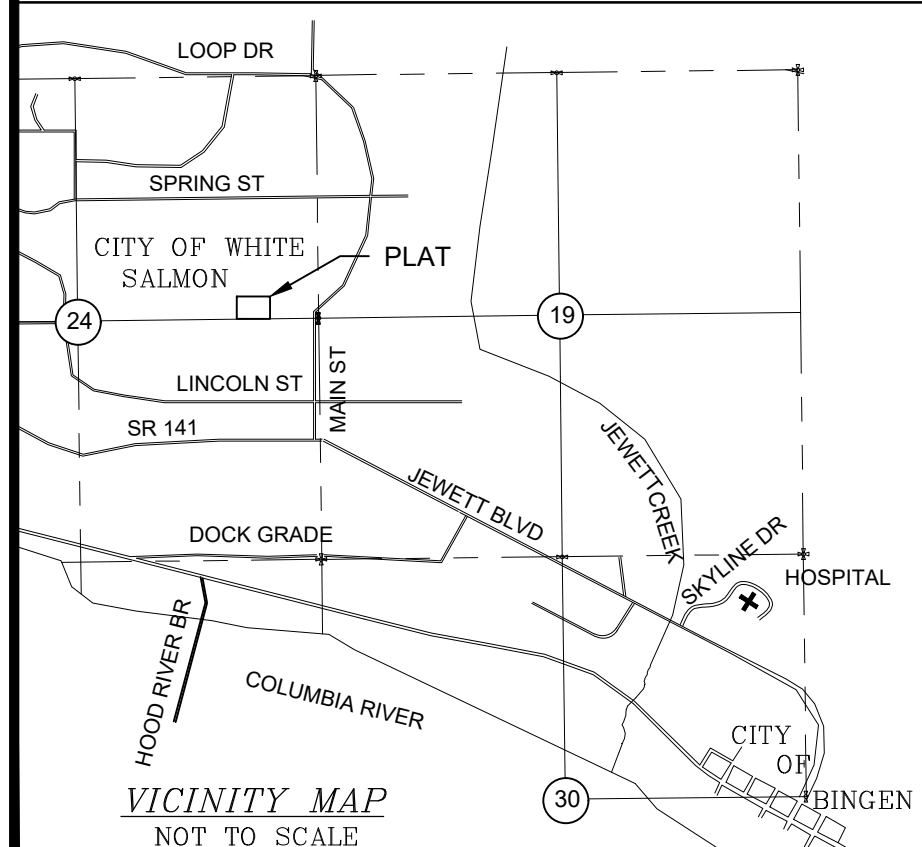 LOOP DR
SPRING ST
CITY OF WHITE
SALMON
PLAT
24
19
LINCOLN ST
MAIN ST
SR 141
JEWETT BLVD
JEWETT CREEK
DOCK GRADE
SKYLINE DR
HOSPITAL
HOOD RIVER BR
COLUMBIA RIVER
CITY
OF
BINGEN
30
VICINITY MAP
NOT TO SCALE